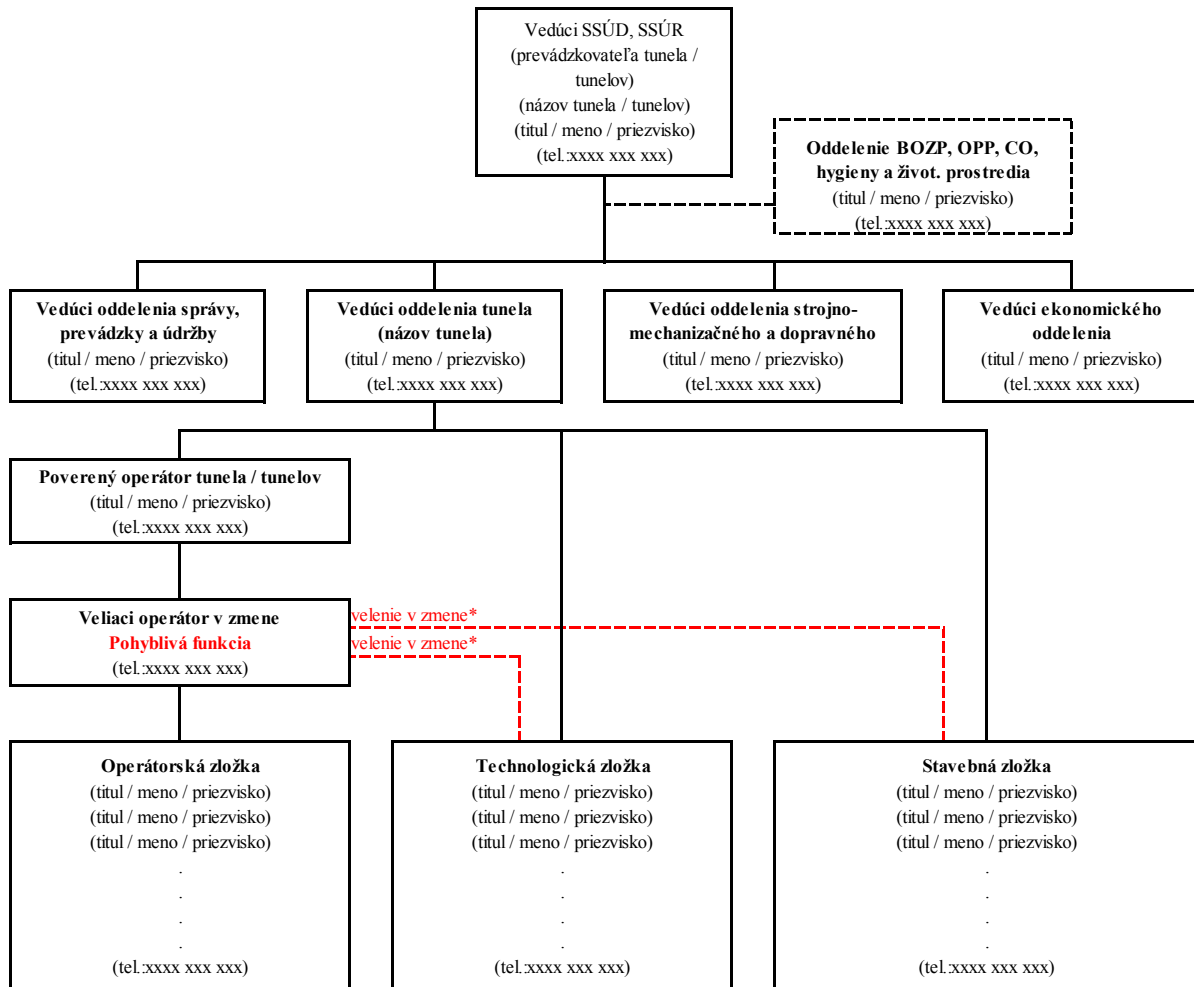 Vedúci SSÚD, SSÚR
(prevádzkovateľa tunela /
tunelov)
(názov tunela / tunelov)
(titul / meno / priezvisko)
(tel.:xxxx xxx xxx)
Oddelenie BOZP, OPP, CO,
hygieny a život. prostredia
(titul / meno / priezvisko)
(tel.:xxxx xxx xxx)
Vedúci oddelenia správy,
prevádzky a údržby
(titul / meno / priezvisko)
(tel.:xxxx xxx xxx)
Vedúci oddelenia tunela
(názov tunela)
(titul / meno / priezvisko)
(tel.:xxxx xxx xxx)
Vedúci oddelenia strojno-
mechanizačného a dopravného
(titul / meno / priezvisko)
(tel.:xxxx xxx xxx)
Vedúci ekonomického
oddelenia
(titul / meno / priezvisko)
(tel.:xxxx xxx xxx)
Poverený operátor tunela / tunelov
(titul / meno / priezvisko)
(tel.:xxxx xxx xxx)
Veliaci operátor v zmene
Pohyblivá funkcia
(tel.:xxxx xxx xxx)
velenie v zmene*
velenie v zmene*
Operátorská zložka
(titul / meno / priezvisko)
(titul / meno / priezvisko)
(titul / meno / priezvisko)
.
.
.
.
(tel.:xxxx xxx xxx)
Technologická zložka
(titul / meno / priezvisko)
(titul / meno / priezvisko)
(titul / meno / priezvisko)
.
.
.
.
(tel.:xxxx xxx xxx)
Stavebná zložka
(titul / meno / priezvisko)
(titul / meno / priezvisko)
(titul / meno / priezvisko)
.
.
.
.
(tel.:xxxx xxx xxx)